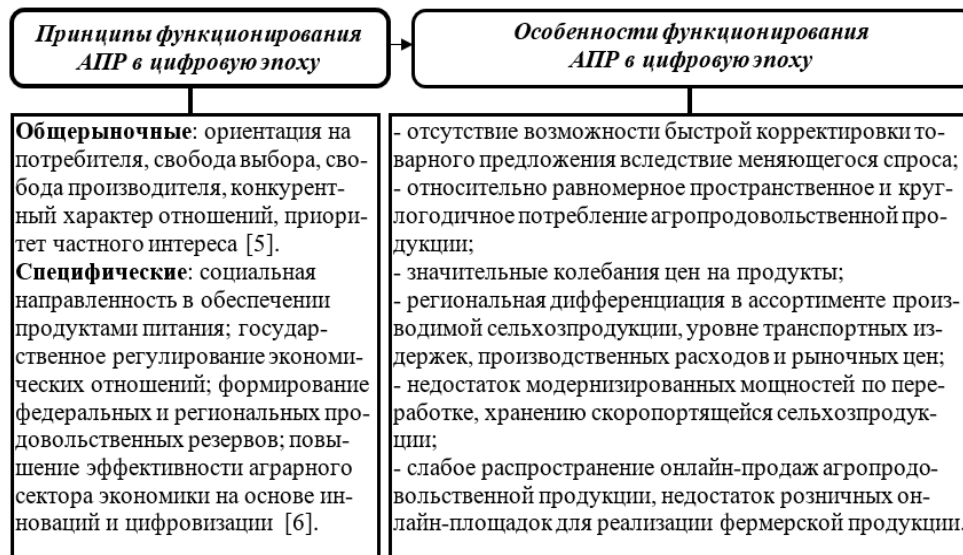 Принципы функционирования
АПР в цифровую эпоху
Особенности функционирования
АПР в цифровую эпоху
Общерыночные: ориентация на
потребителя, свобода выбора, сво-
бода производителя, конкурент-
ный характер отношений, приори-
тет частного интереса [5].
Специфические: социальная
направленность в обеспечении
продуктами питания; государ-
ственное регулирование экономи-
ческих отношений; формирование
федеральных и региональных про-
довольственных резервов; повы-
шение эффективности аграрного
сектора экономики на основе ин-
новаций и цифровизации [6].
- отсутствие возможности быстрой корректировки то-
варного предложения вследствие меняющегося спроса;
- относительно равномерное пространственное и круг-
логодичное потребление агропродовольственной про-
дукции;
- значительные колебания цен на продукты;
- региональная дифференциация в ассортименте произ-
водимой сельхозпродукции, уровне транспортных из-
держек, производственных расходов и рыночных цен;
- недостаток модернизированных мощностей по пере-
работке, хранению скоропортящейся сельхозпродук-
ции;
- слабое распространение онлайн-продаж агропродо-
вольственной продукции, недостаток розничных он-
лайн-площадок для реализации фермерской продукции.